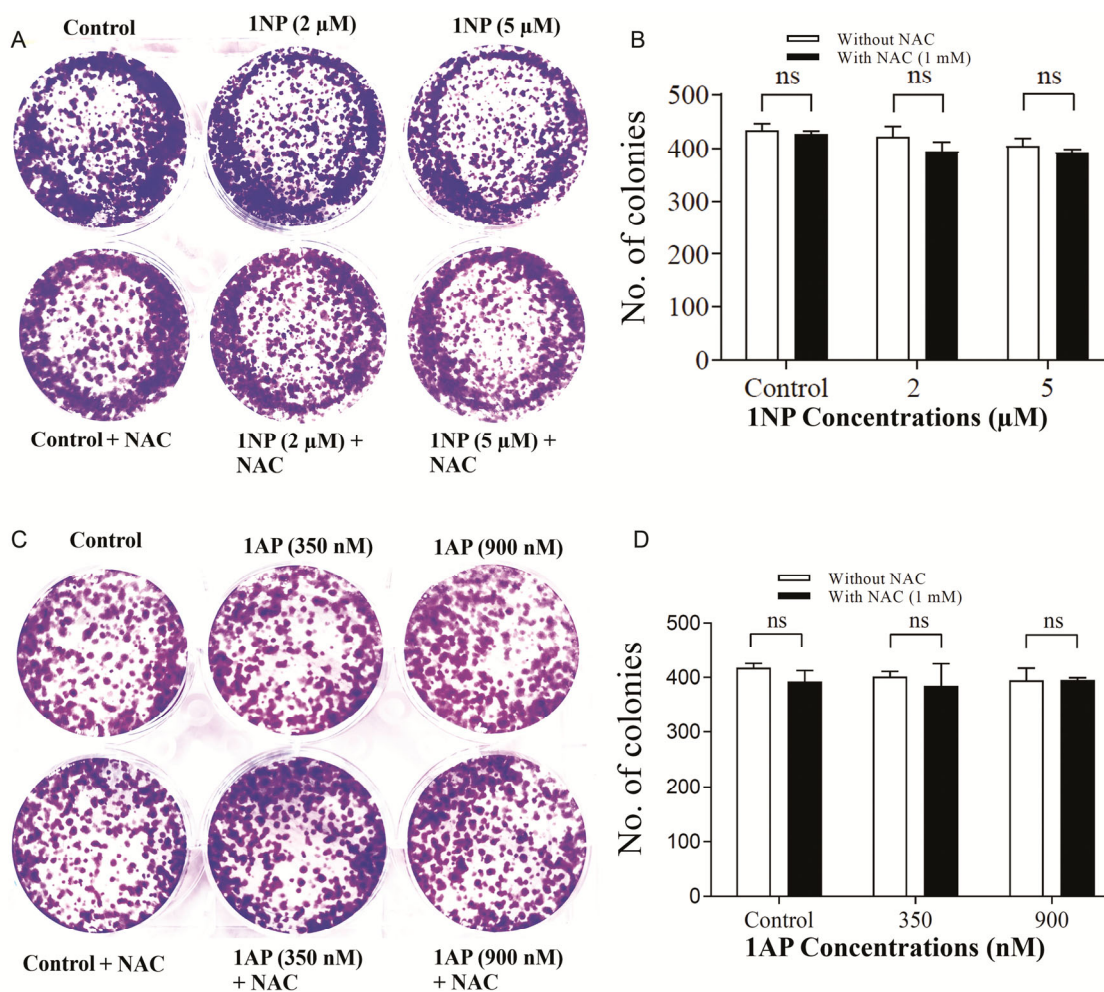 A
Control
1NP (2 µM)
1NP (5 µM)
Control + NAC
1NP (2 µM) +
NAC
1NP (5 µM) +
NAC
B
Without NAC
With NAC (1 mM)
ns
ns
ns
500
400
300
200
100
0
No. of colonies
Control
2
5
1NP Concentrations (µM)
C
Control
1AP (350 nM)
1AP (900 nM)
Control + NAC
1AP (350 nM)
+ NAC
1AP (900 nM)
+ NAC
D
Without NAC
With NAC (1 mM)
ns
ns
ns
500
400
300
200
100
0
No. of colonies
Control
350
900
1AP Concentrations (nM)